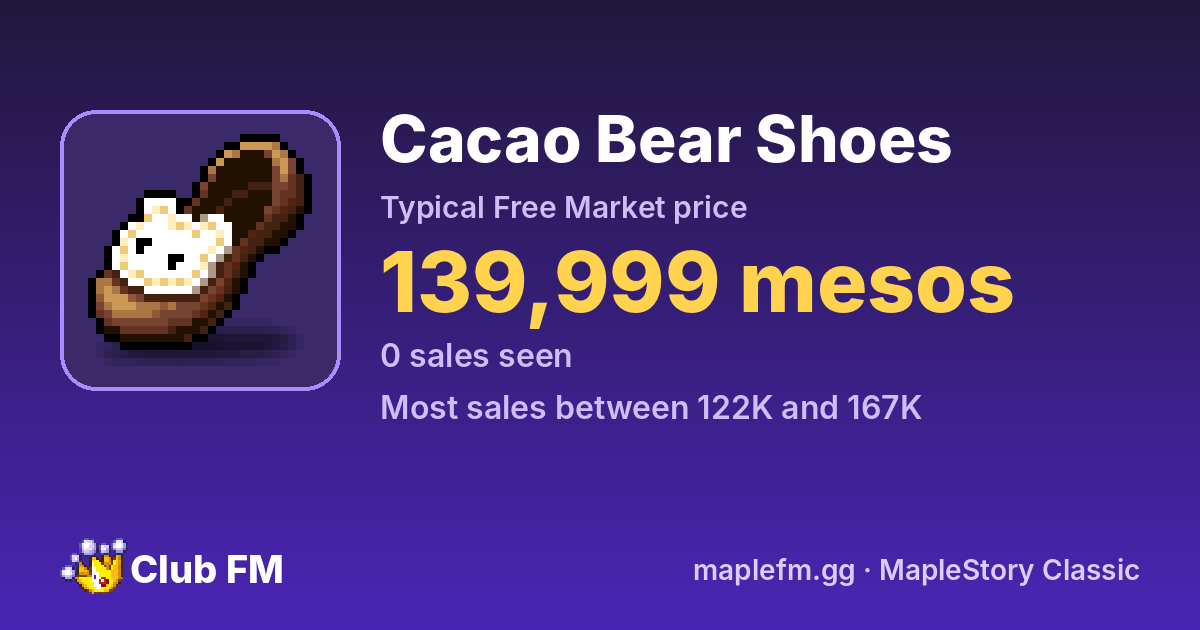 Cacao Bear Shoes
Typical Free Market price
139,999 mesos
0 sales seen
Most sales between 122K and 167K
Club FM
maplefm.gg · MapleStory Classic